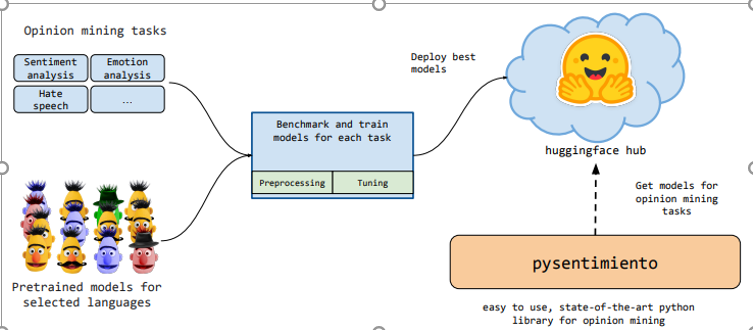 Opinion mining tasks
Sentiment
analysis
Emotion
analysis
Hate
speech
...
Pretrained models for
selected languages
Benchmark and train
models for each task
Preprocessing
Tuning
Deploy best
models
huggingface hub
Get models for
opinion mining
tasks
pysentimiento
easy to use, state-of-the-art python
library for opinion mining